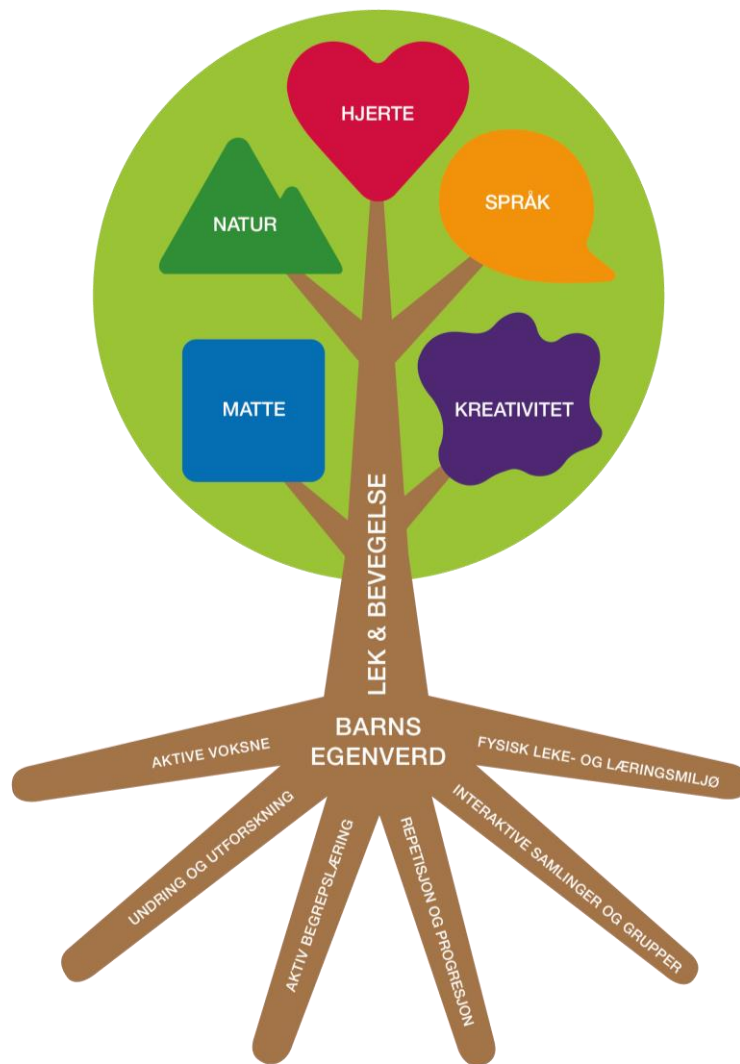 HJERTE
NATUR
SPRÅK
MATTE
KREATIVITET
LEK & BEVEGELSE
BARNS
EGENVERD
AKTIVE VOKSNE
UNDRING OG UTFORSKNING
AKTIV BEGREPSLÆRING
REPETISJON OG PROGRESJON
INTERAKTIVE SAMLINGER OG GRUPPER
FYSISK LEKE- OG LÆRINGSMILJØ